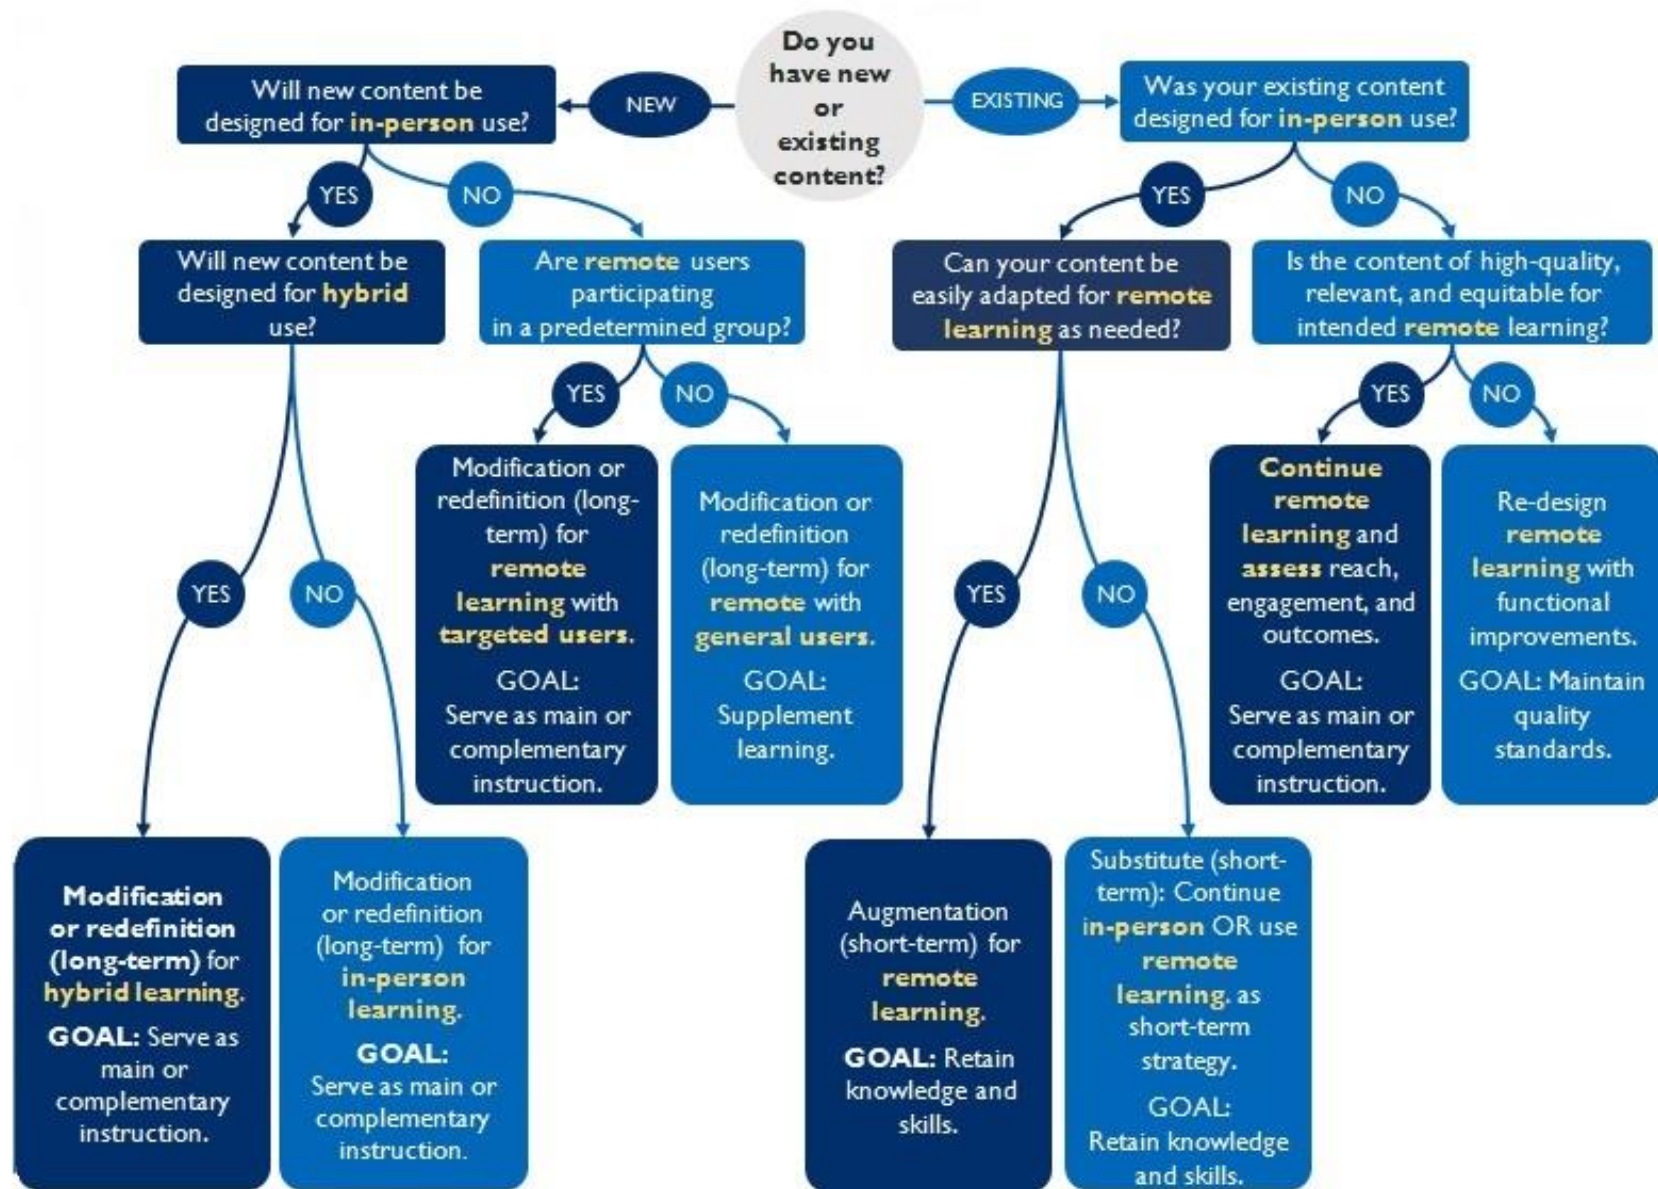 Do you
have new
or
existing
content?
NEW
EXISTING
Will new content be
designed for in-person use?
YES
NO
Will new content be
designed for hybrid
use?
Are remote users
participating
in a predetermined group?
YES
NO
Modification or
redefinition (long-
term) for
remote
learning with
targeted users.
GOAL:
Serve as main or
complementary
instruction.
Modification or
redefinition
(long-term) for
remote with
general users.
GOAL:
Supplement
learning.
YES
NO
Modification
or redefinition
(long-term) for
hybrid learning.
GOAL: Serve as
main or
complementary
instruction.
Modification
or redefinition
(long-term) for
in-person
learning.
GOAL:
Serve as main or
complementary
instruction.
Was your existing content
designed for in-person use?
YES
NO
Can your content be
easily adapted for remote
learning as needed?
Is the content of high-quality,
relevant, and equitable for
intended remote learning?
YES
NO
Continue
remote
learning and
assess reach,
engagement, and
outcomes.
GOAL:
Serve as main or
complementary
instruction.
Re-design
remote
learning with
functional
improvements.
GOAL: Maintain
quality
standards.
YES
NO
Augmentation
(short-term) for
remote
learning.
GOAL: Retain
knowledge and
skills.
Substitute (short-
term): Continue
in-person OR use
remote
learning. as
short-term
strategy.
GOAL:
Retain knowledge
and skills.